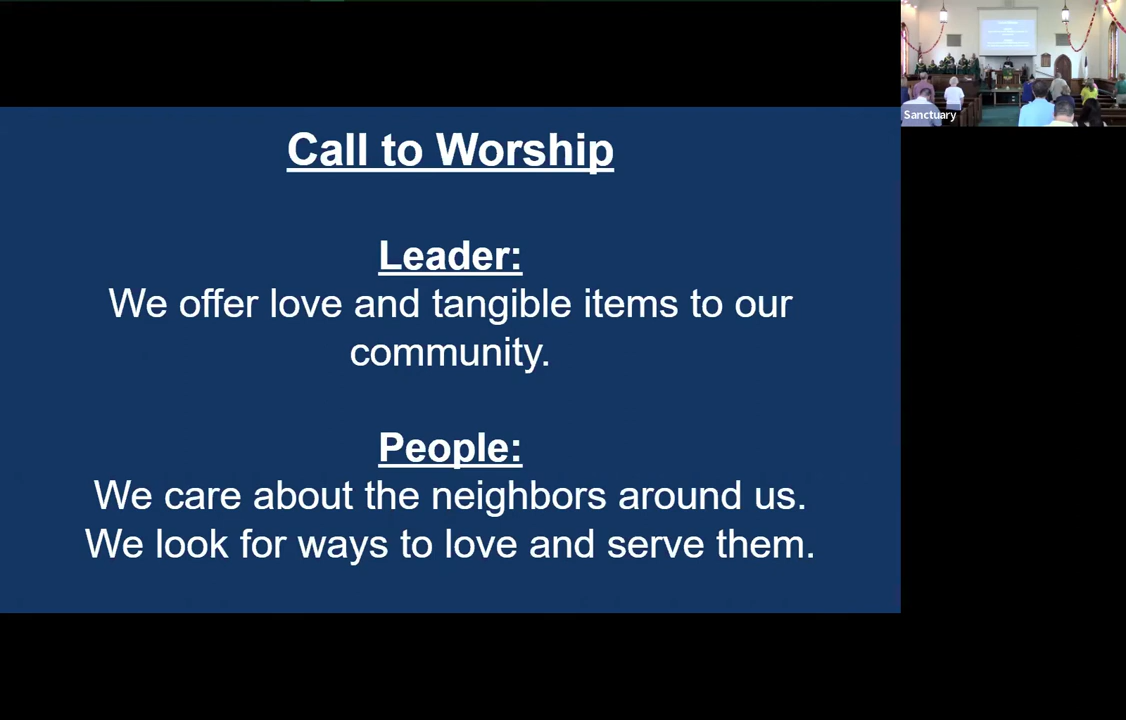 Call to Worship
Leader:
We offer love and tangible items to our
community.
People:
We care about the neighbors around us.
We look for ways to love and serve them.
Sanctuary